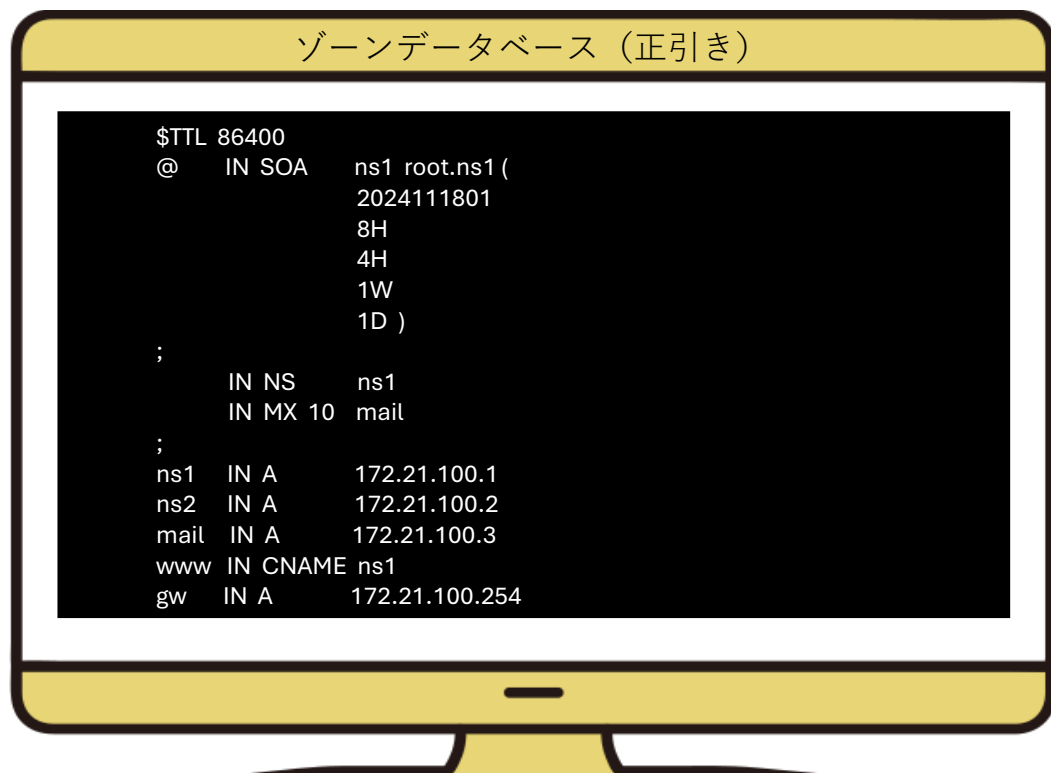 ゾーンデータベース（正引き）
$TTL 86400
@ IN SOA ns1 root.ns1 (
2024111801
8H
4H
1W
1D )
;
IN NS ns1
IN MX 10 mail
;
ns1 IN A 172.21.100.1
ns2 IN A 172.21.100.2
mail IN A 172.21.100.3
www IN CNAME ns1
gw IN A 172.21.100.254